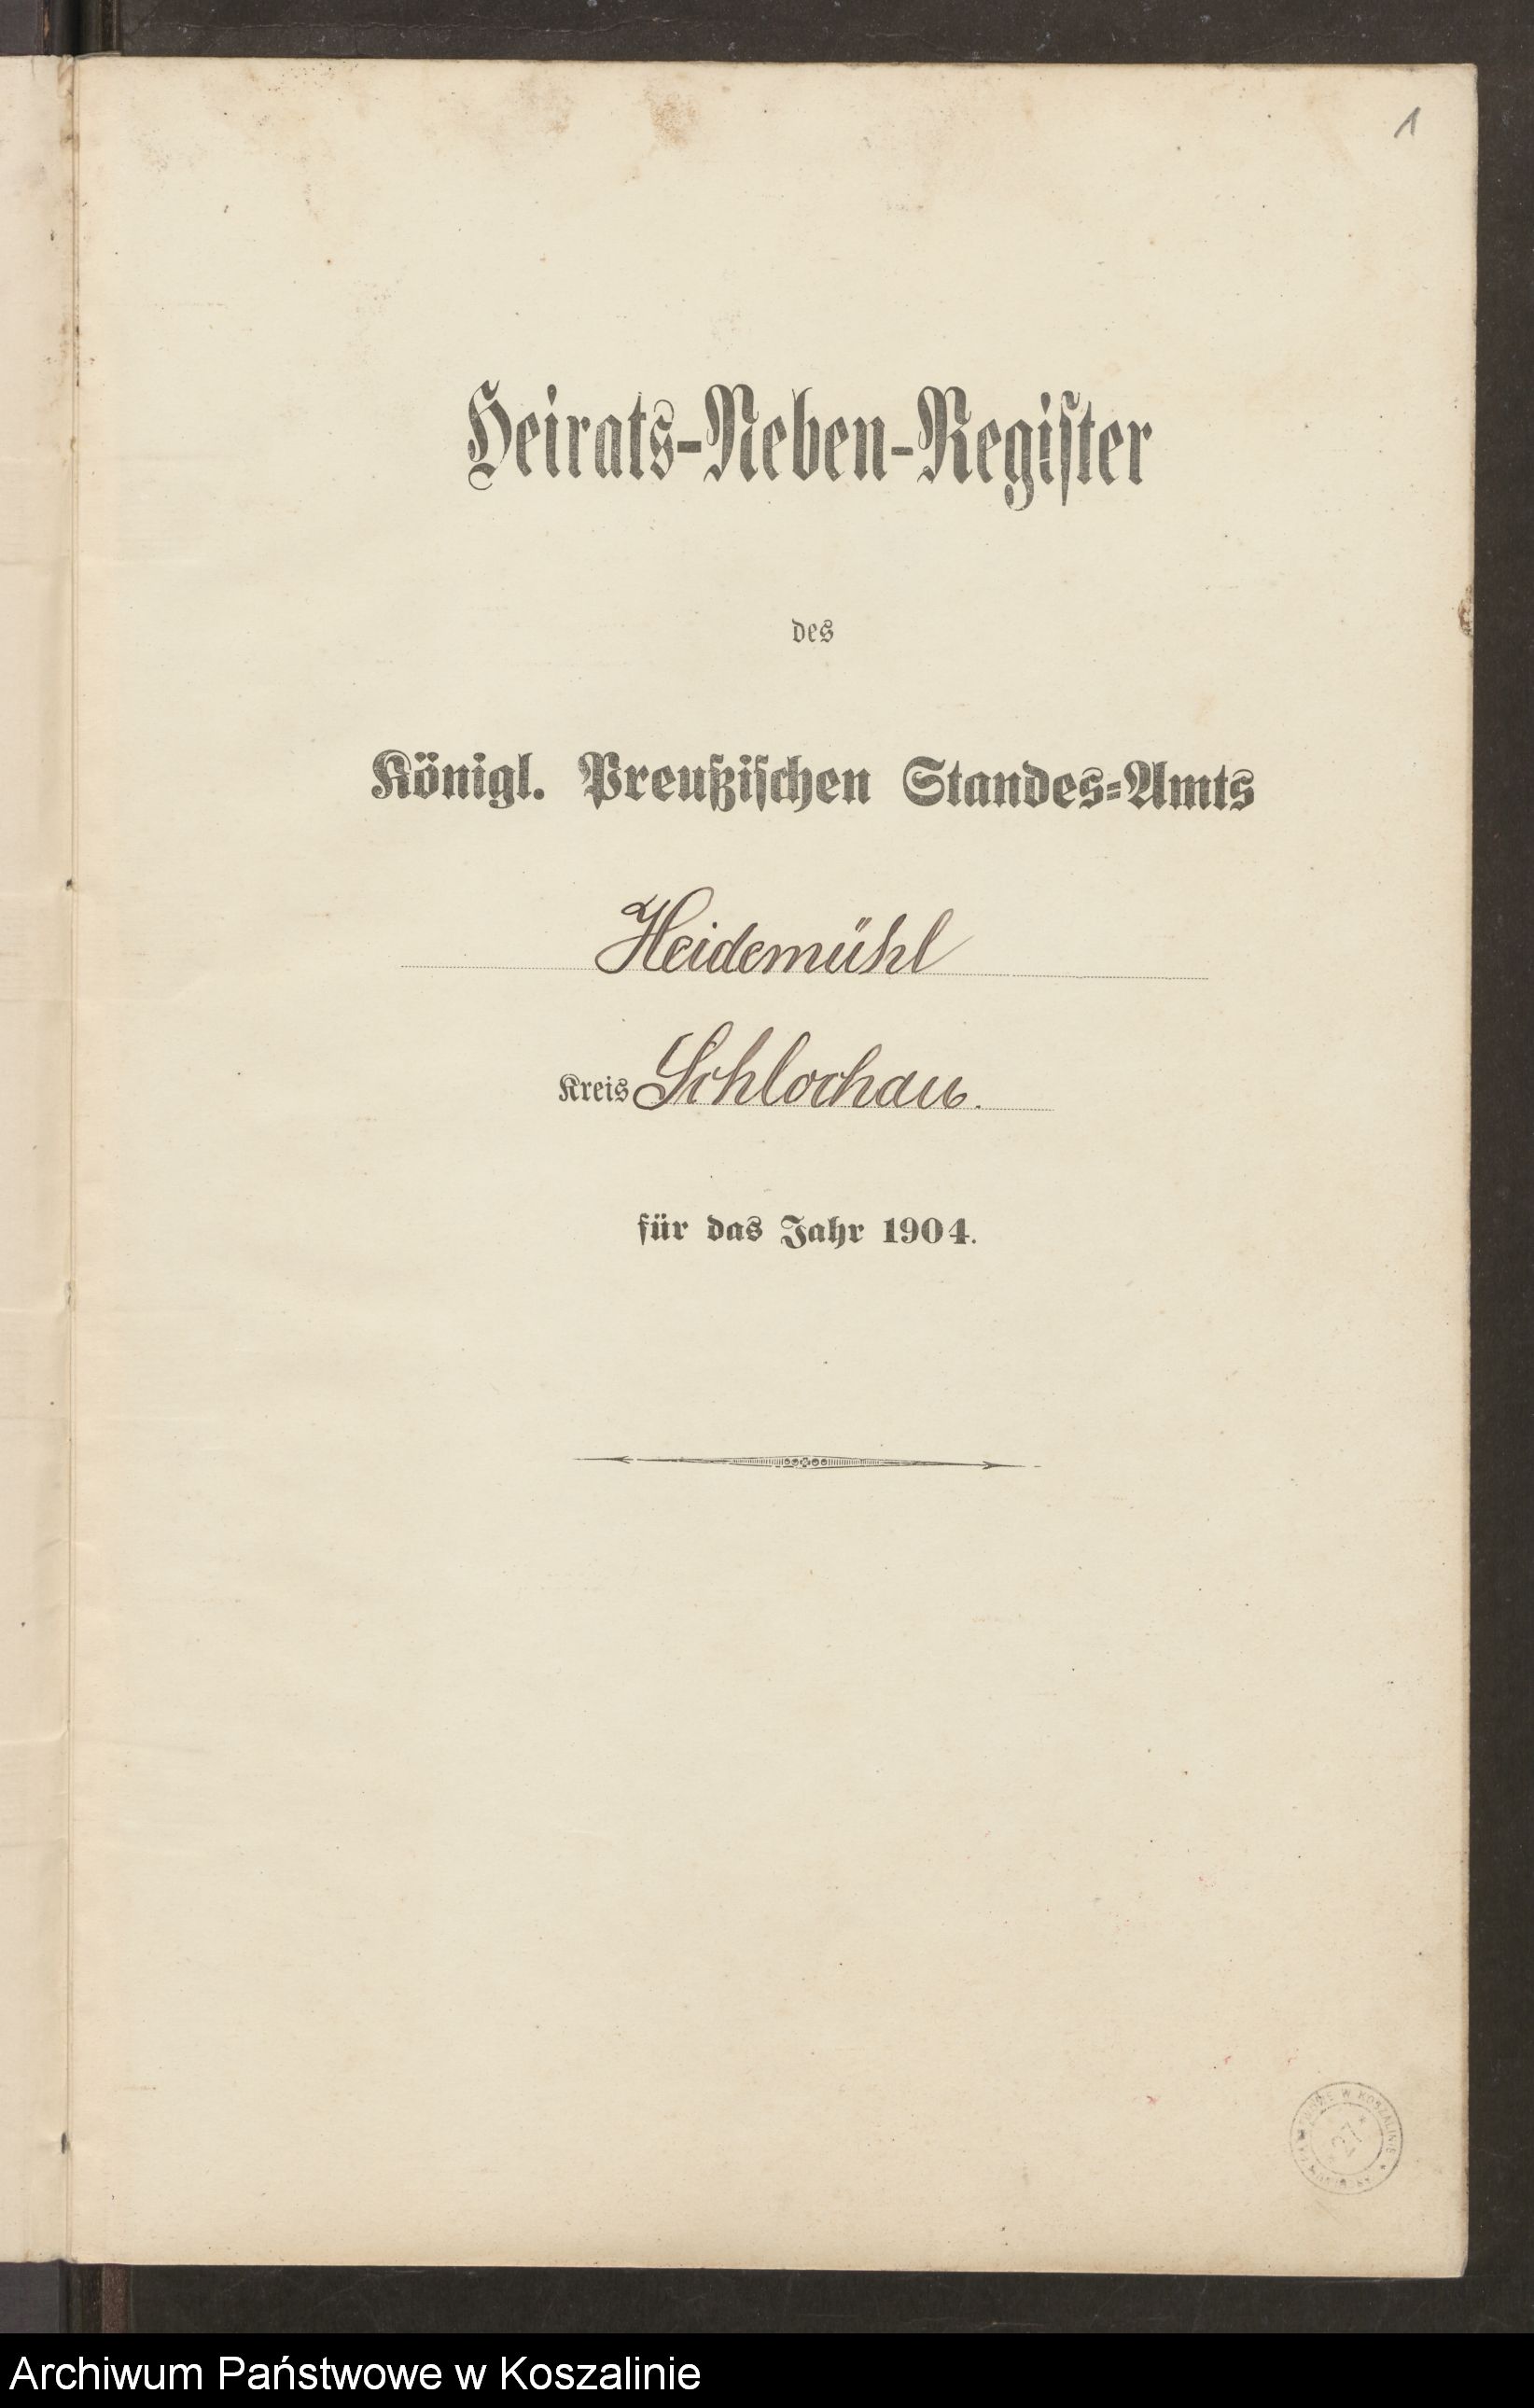 1
Heirats-Neben-Register
des
Königl. Preußischen Standes-Amts
Heidemühl
Kreis Schlochau.
für das Jahr 1904.
W KOSZALINIE
Archiwum Państwowe w Koszalinie